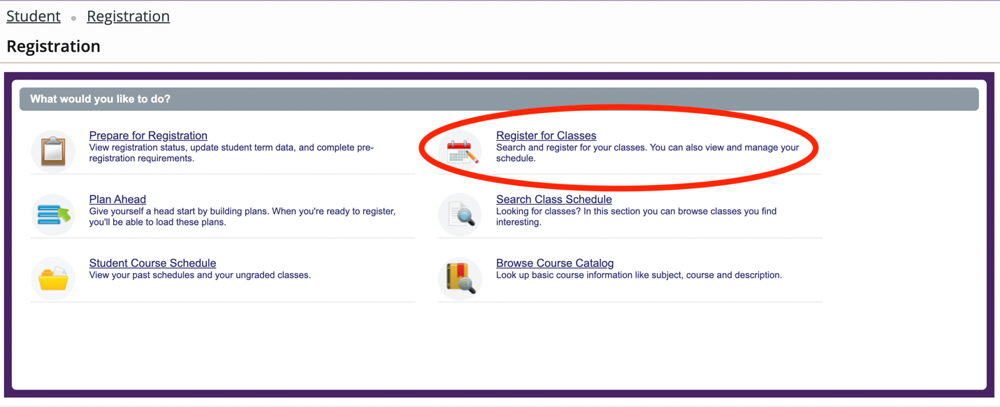 Student • Registration
Registration
What would you like to do?
Prepare for Registration
View registration status, update student term data, and complete pre-
registration requirements.
Register for Classes
Search and register for your classes. You can also view and manage your
schedule.
Plan Ahead
Give yourself a head start by building plans. When you're ready to register,
you'll be able to load these plans.
Search Class Schedule
Looking for classes? In this section you can browse classes you find
interesting.
Student Course Schedule
View your past schedules and your ungraded classes.
Browse Course Catalog
Look up basic course information like subject, course and description.